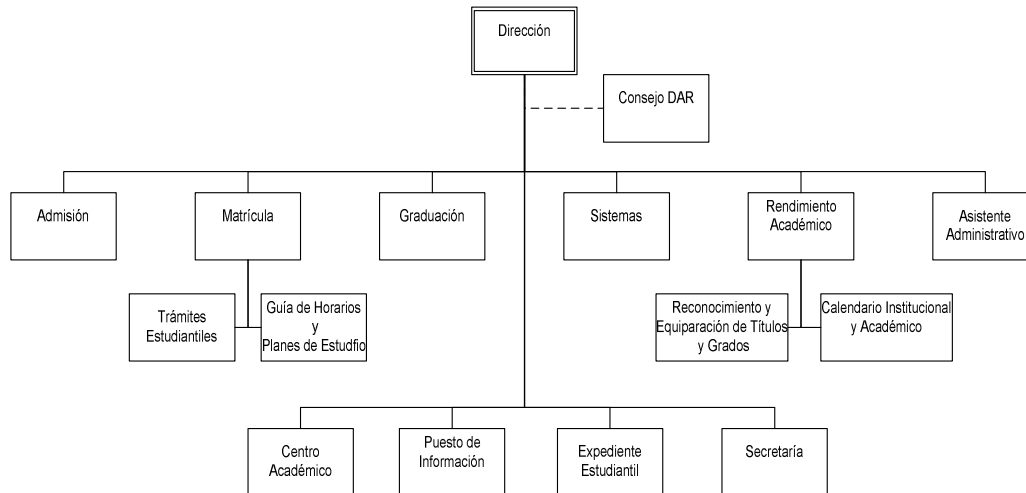 Dirección
Consejo DAR
Admisión
Matrícula
Graduación
Sistemas
Rendimiento
Académico
Asistente
Administrativo
Trámites
Estudiantiles
Guía de Horarios
y
Planes de Estudfio
Reconocimiento y
Equiparación de Títulos
y Grados
Calendario Institucional
y Académico
Centro
Académico
Puesto de
Información
Expediente
Estudiantil
Secretaría